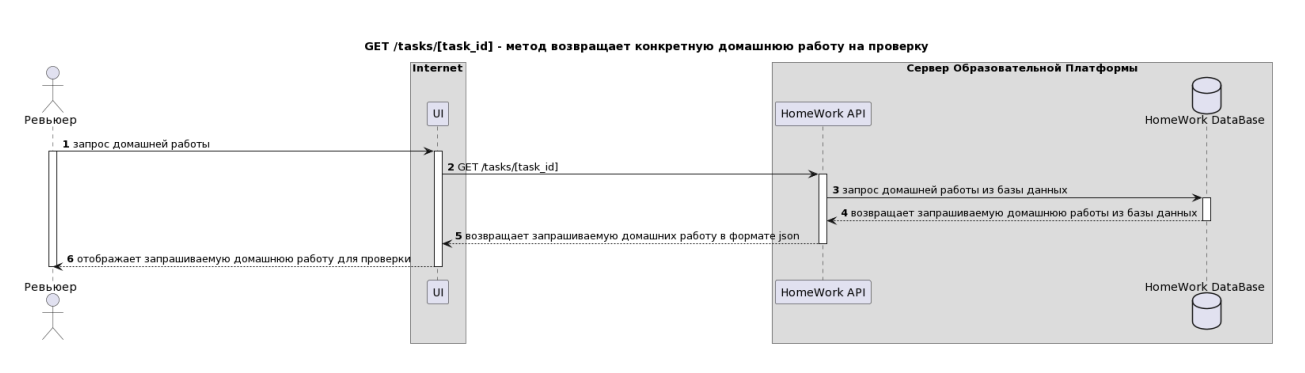 GET /tasks/[task_id] - метод возвращает конкретную домашнюю работу на проверку
Internet
Сервер Образовательной Платформы
Ревьюер
UI
HomeWork API
HomeWork DataBase
1 запрос домашней работы
2 GET /tasks/[task_id]
3 запрос домашней работы из базы данных
4 возвращает запрашиваемую домашнюю работы из базы данных
5 возвращает запрашиваемую домашних работу в формате json
6 отображает запрашиваемую домашнюю работу для проверки
Ревьюер
UI
HomeWork API
HomeWork DataBase